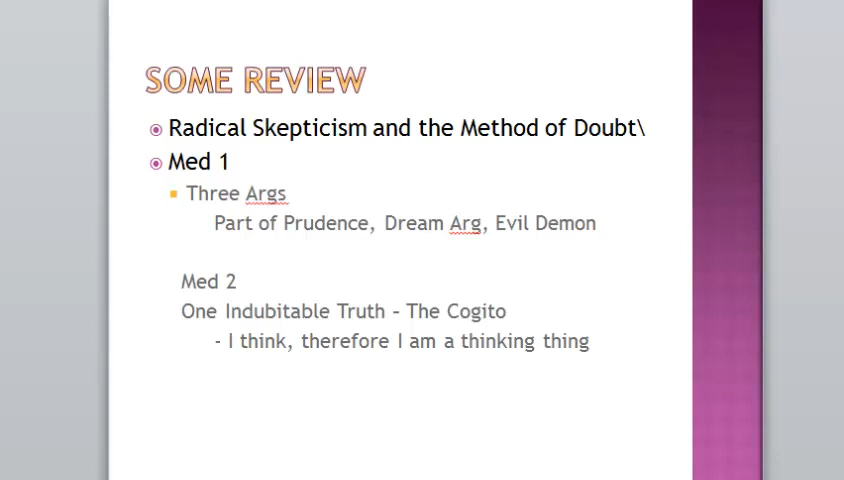 SOME REVIEW
Radical Skepticism and the Method of Doubt\
Med 1
Three Args
Part of Prudence, Dream Arg, Evil Demon
Med 2
One Indubitable Truth – The Cogito
- I think, therefore I am a thinking thing